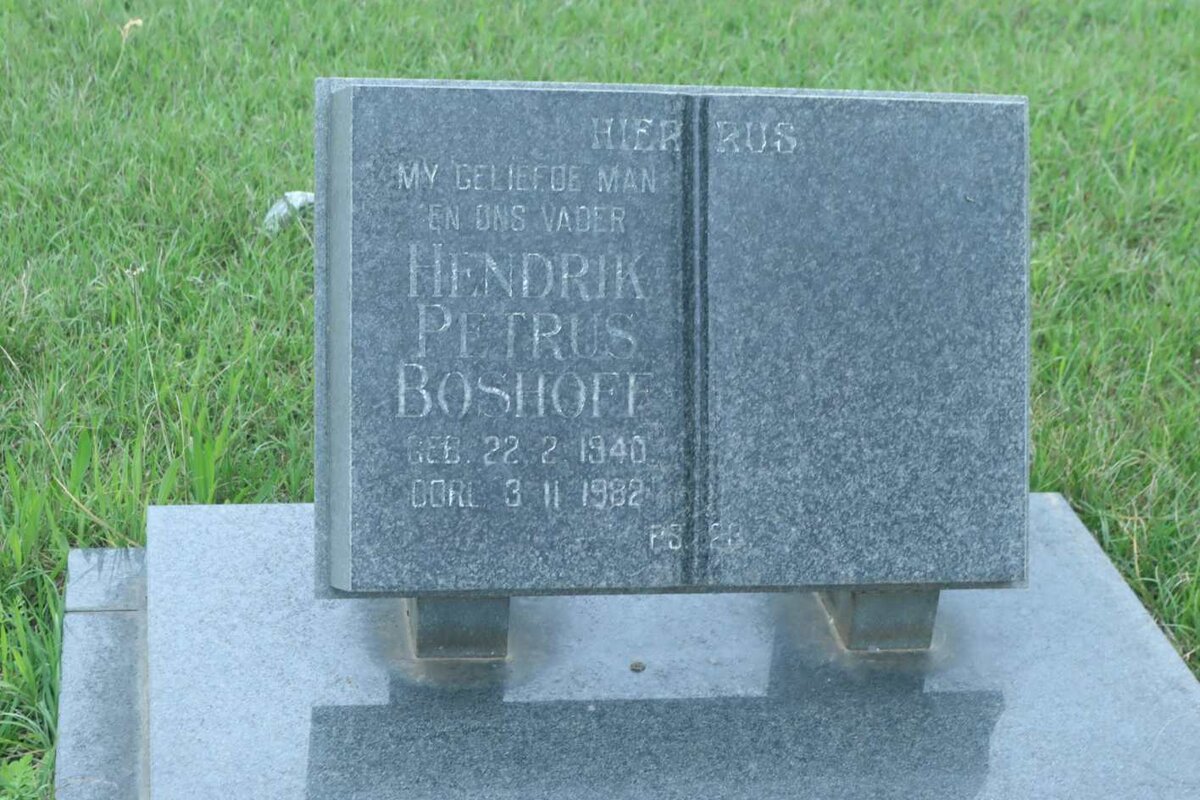 HIER RUS
MY GELIEFDE MAN
EN ONS VADER
HENDRIK
PETRUS
BOSHOFF
GEB. 22. 2. 1940
OORL. 3. 11. 1982
PS.